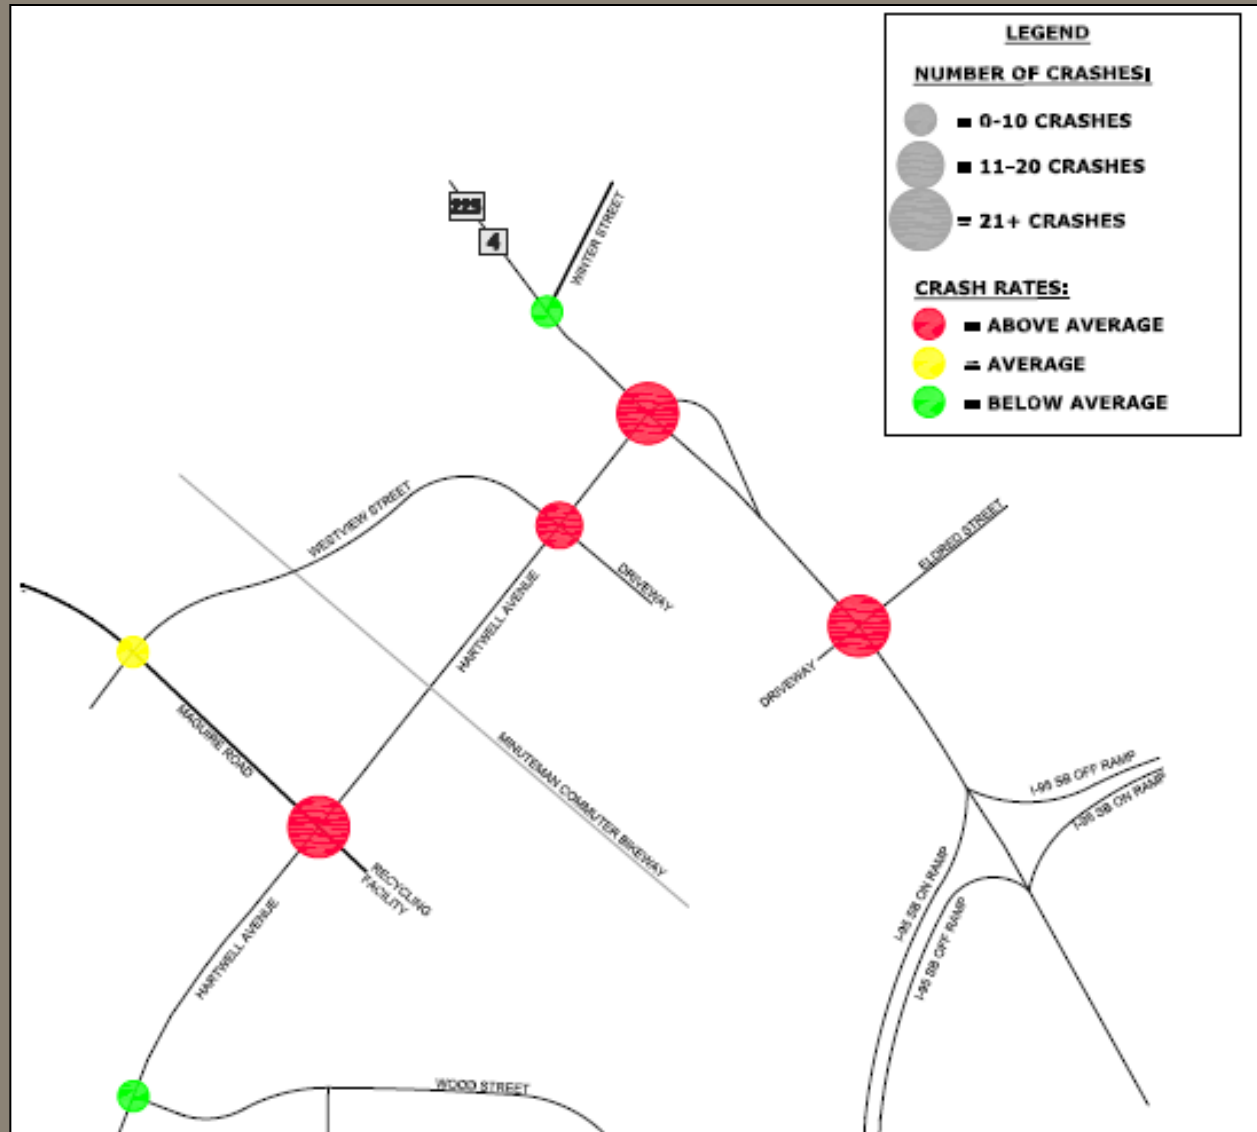 LEGEND
NUMBER OF CRASHES:
= 0-10 CRASHES
= 11-20 CRASHES
= 21+ CRASHES
CRASH RATES:
= ABOVE AVERAGE
= AVERAGE
= BELOW AVERAGE
225
4
WINTER STREET
WESTVIEW STREET
HARTWELL AVENUE
DRIVEWAY
ELDRED STREET
DRIVEWAY
MAGUIRE ROAD
MINUTEMAN COMMUTER BIKEWAY
RECYCLING
FACILITY
HARTWELL AVENUE
I-95 SB OFF RAMP
I-95 SB ON RAMP
I-95 SB ON RAMP
I-95 SB OFF RAMP
WOOD STREET